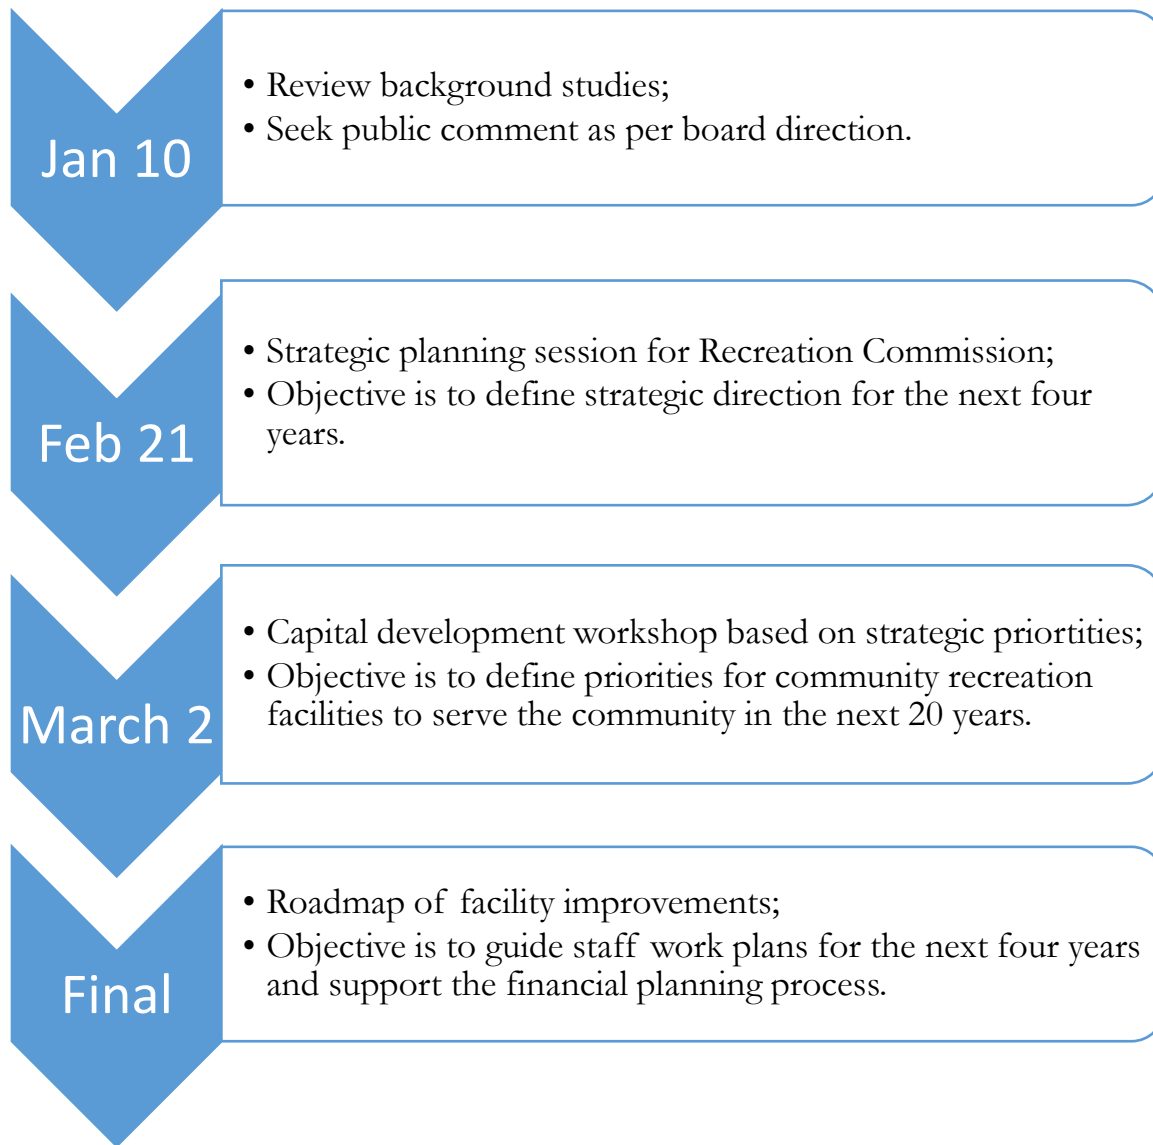 Jan 10
• Review background studies;
• Seek public comment as per board direction.
Feb 21
• Strategic planning session for Recreation Commission;
• Objective is to define strategic direction for the next four
years.
March 2
• Capital development workshop based on strategic priortities;
• Objective is to define priorities for community recreation
facilities to serve the community in the next 20 years.
Final
• Roadmap of facility improvements;
• Objective is to guide staff work plans for the next four years
and support the financial planning process.